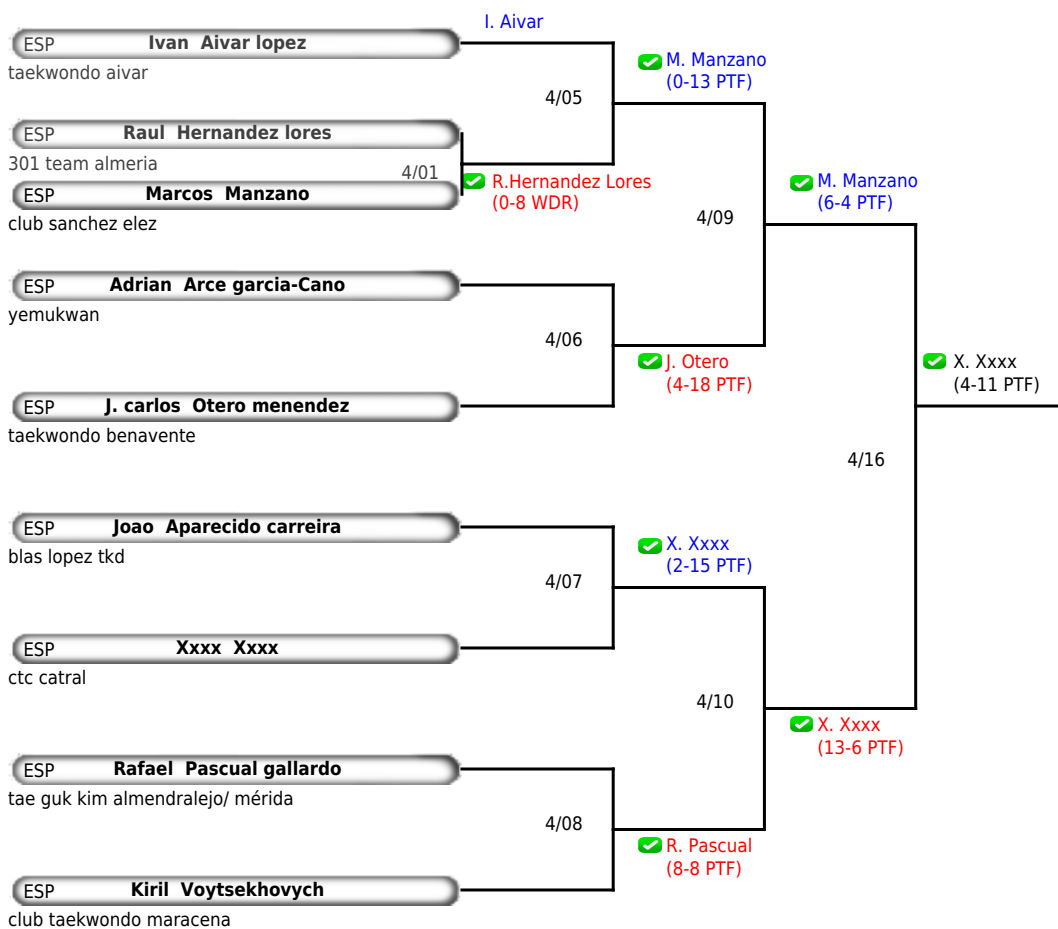 I. Aivar
ESP Ivan Aivar lopez
taekwondo aivar
M. Manzano
(0-13 PTF)
4/05
ESP Raul Hernandez lores
301 team almeria
4/01
R.Hernandez Lores
(0-8 WDR)
ESP Marcos Manzano
club sanchez elez
M. Manzano
(6-4 PTF)
4/09
ESP Adrian Arce garcia-Cano
yemukwan
4/06
J. Otero
(4-18 PTF)
X. Xxxx
(4-11 PTF)
ESP J. carlos Otero menendez
taekwondo benavente
4/16
ESP Joao Aparecido carreira
blas lopez tkd
X. Xxxx
(2-15 PTF)
4/07
ESP Xxxx Xxxx
ctc catral
4/10
X. Xxxx
(13-6 PTF)
ESP Rafael Pascual gallardo
tae guk kim almendralejo/ mérida
4/08
R. Pascual
(8-8 PTF)
ESP Kiril Voytsekhovych
club taekwondo maracena